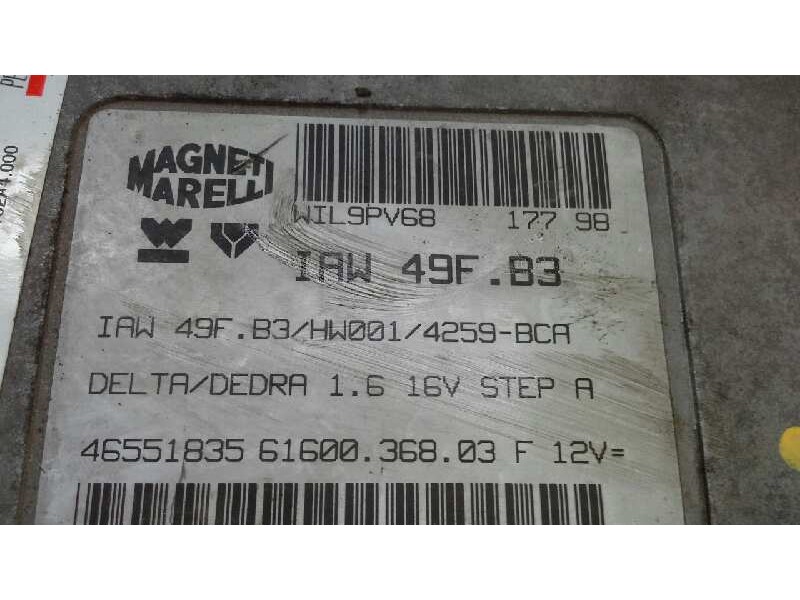 MAGNETI
MARELLI
WIL9PV68 177 98
IAW 49F.B3
IAW 49F.B3/HW001/4259-BCA
DELTA/DEDRA 1.6 16V STEP A
46551835 61600.368.03 F 12V=